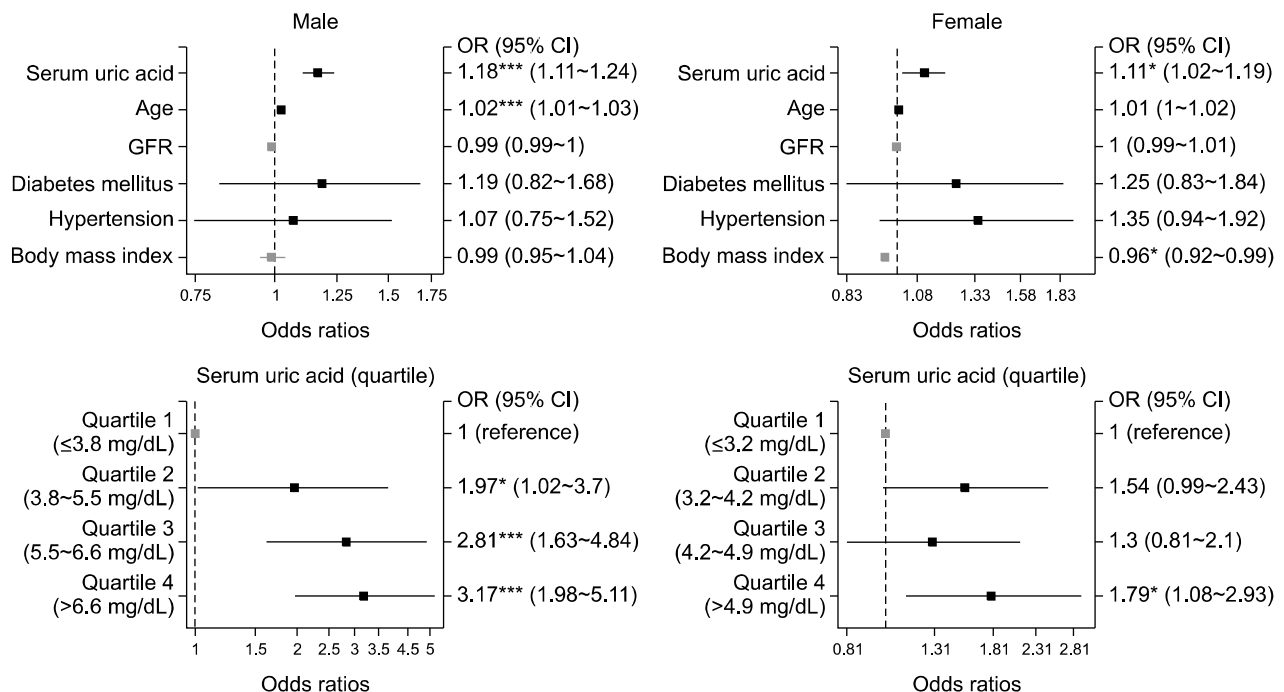 Male
OR (95% CI)
Serum uric acid 1.18*** (1.11~1.24)
Age 1.02*** (1.01~1.03)
GFR 0.99 (0.99~1)
Diabetes mellitus 1.19 (0.82~1.68)
Hypertension 1.07 (0.75~1.52)
Body mass index 0.99 (0.95~1.04)
0.75 1 1.25 1.5 1.75
Odds ratios
Female
OR (95% CI)
Serum uric acid 1.11* (1.02~1.19)
Age 1.01 (1~1.02)
GFR 1 (0.99~1.01)
Diabetes mellitus 1.25 (0.83~1.84)
Hypertension 1.35 (0.94~1.92)
Body mass index 0.96* (0.92~0.99)
0.83 1.08 1.33 1.58 1.83
Odds ratios
Serum uric acid (quartile)
OR (95% CI)
Quartile 1
(≤3.8 mg/dL)
1 (reference)
Quartile 2
(3.8~5.5 mg/dL)
1.97* (1.02~3.7)
Quartile 3
(5.5~6.6 mg/dL)
2.81*** (1.63~4.84)
Quartile 4
(>6.6 mg/dL)
3.17*** (1.98~5.11)
1 1.5 2 2.5 3 3.5 4.5 5
Odds ratios
Serum uric acid (quartile)
OR (95% CI)
Quartile 1
(≤3.2 mg/dL)
1 (reference)
Quartile 2
(3.2~4.2 mg/dL)
1.54 (0.99~2.43)
Quartile 3
(4.2~4.9 mg/dL)
1.3 (0.81~2.1)
Quartile 4
(>4.9 mg/dL)
1.79* (1.08~2.93)
0.81 1.31 1.81 2.31 2.81
Odds ratios